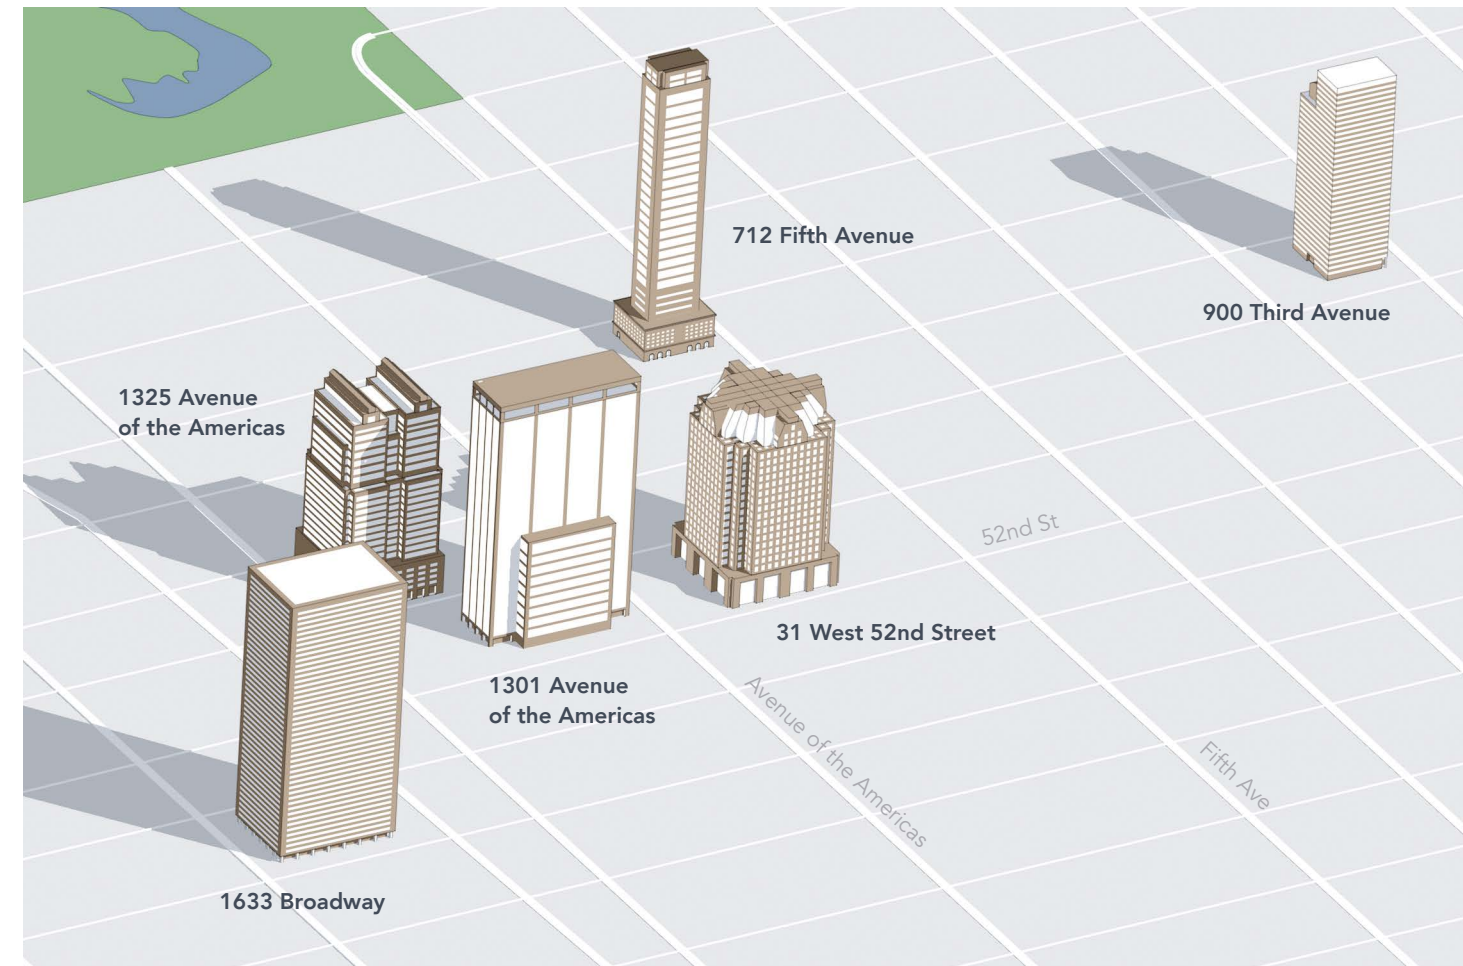 712 Fifth Avenue
900 Third Avenue
1325 Avenue
of the Americas
52nd St
31 West 52nd Street
1301 Avenue
of the Americas
Avenue of the Americas
Fifth Ave
1633 Broadway